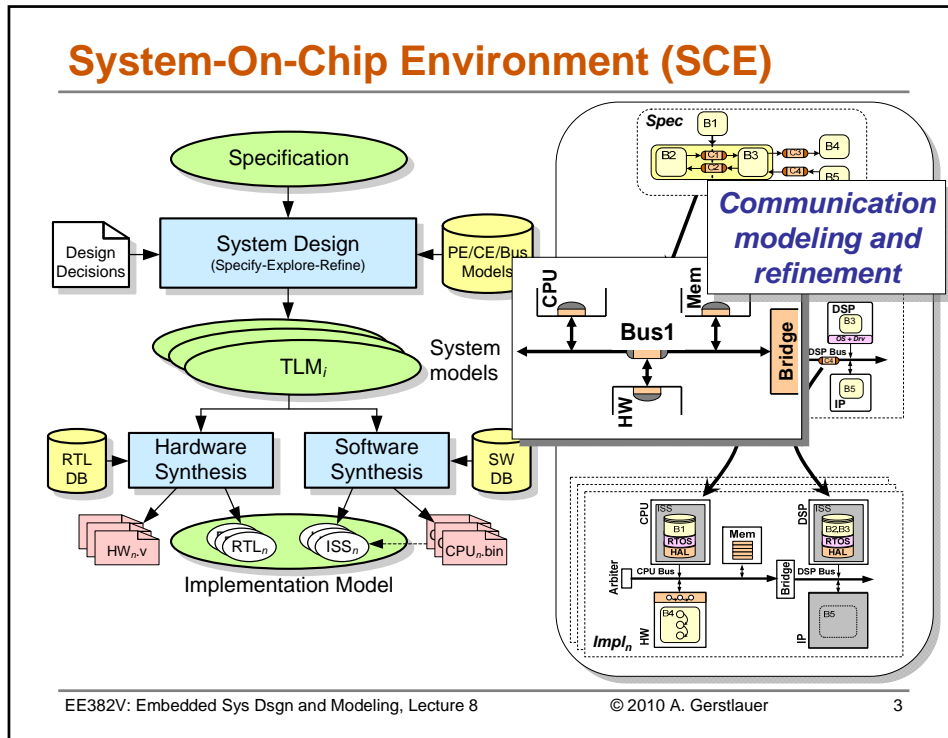 System-On-Chip Environment (SCE)
Specification
Design
Decisions
System Design
(Specify-Explore-Refine)
PE/CE/Bus
Models
TLMi
System
models
RTL
DB
Hardware
Synthesis
Software
Synthesis
SW
DB
HWn.v
RTLn
ISSn
CPUn.bin
Implementation Model
Spec
B1
B2
C1
C2
B3
C3
C4
B4
B5
Communication
modeling and
refinement
CPU
Mem
Bus1
Bridge
HW
DSP
B3
OS + Drv
DSP Bus
C4
B5
IP
CPU
ISS
B1
RTOS
HAL
Mem
DSP
ISS
B2,B3
RTOS
HAL
Arbiter
CPU Bus
Bridge
DSP Bus
HW
B4
IP
B5
Impln
EE382V: Embedded Sys Dsgn and Modeling, Lecture 8
© 2010 A. Gerstlauer
3